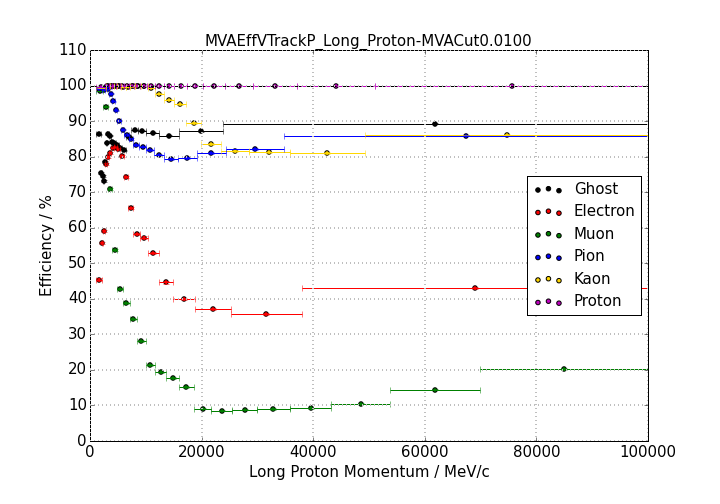 MVAEffVTrackP_Long_Proton-MVACut0.0100
110
100
90
80
70
60
50
40
30
20
10
0
Efficiency / %
Ghost
Electron
Muon
Pion
Kaon
Proton
0 20000 40000 60000 80000 100000
Long Proton Momentum / MeV/c